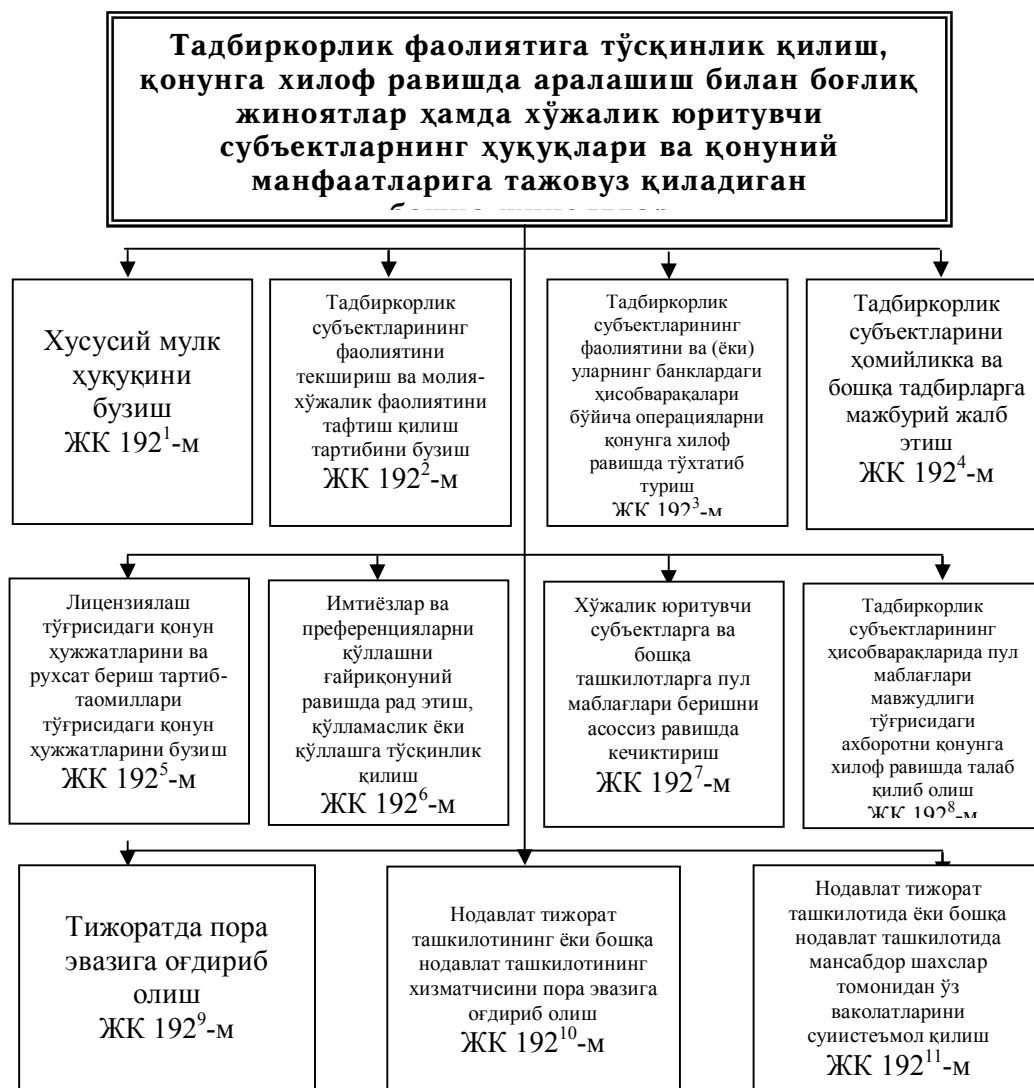 Тадбиркорлик фаолиятига тўсқинлик қилиш,
қонунга хилоф равишда аралашиш билан боғлиқ
жиноятлар ҳамда хўжалик юритувчи
субъектларнинг ҳуқуқлари ва қонуний
манфаатларига тажовуз қиладиган
Хусусий мулк
ҳуқуқини
бузиш
ЖК 192¹-м
Тадбиркорлик
субъектларининг
фаолиятини
текшириш ва молия-
хўжалик фаолиятини
тафтиш қилиш
тартибини бузиш
ЖК 192²-м
Тадбиркорлик
субъектларининг
фаолиятини ва (ёки)
уларнинг банклардаги
ҳисобварақалари
бўйича операцияларни
қонунга хилоф
равишда тўхтатиб
туриш
ЖК 192³-м
Тадбиркорлик
субъектларини
ҳомийликка ва
бошқа тадбирларга
мажбурий жалб
этиш
ЖК 192⁴-м
Лицензиялаш
тўғрисидаги қонун
ҳужжатларини ва
рухсат бериш тартиб-
таомиллари
тўғрисидаги қонун
ҳужжатларини бузиш
ЖК 192⁵-м
Имтиёзлар ва
преференцияларни
қўллашни
ғайриқонуний
равишда рад этиш,
қўлламаслик ёки
қўллашга тўсқинлик
қилиш
ЖК 192⁶-м
Хўжалик юритувчи
субъектларга ва
бошқа
ташкилотларга пул
маблағлари беришни
асоссиз равишда
кечиктириш
ЖК 192⁷-м
Тадбиркорлик
субъектларининг
ҳисобварақларида пул
маблағлари
мавжудлиги
тўғрисидаги
ахборотни қонунга
хилоф равишда талаб
қилиб олиш
ЖК 192⁸-м
Тижоратда пора
эвазига оғдириб
олиш
ЖК 192⁹-м
Нодавлат тижорат
ташкилотининг ёки бошқа
нодавлат ташкилотининг
хизматчисини пора эвазига
оғдириб олиш
ЖК 192¹⁰-м
Нодавлат тижорат
ташкилотида ёки бошқа
нодавлат ташкилотида
мансабдор шахслар
томонидан ўз
ваколатларини
суиистеъмол қилиш
ЖК 192¹¹-м